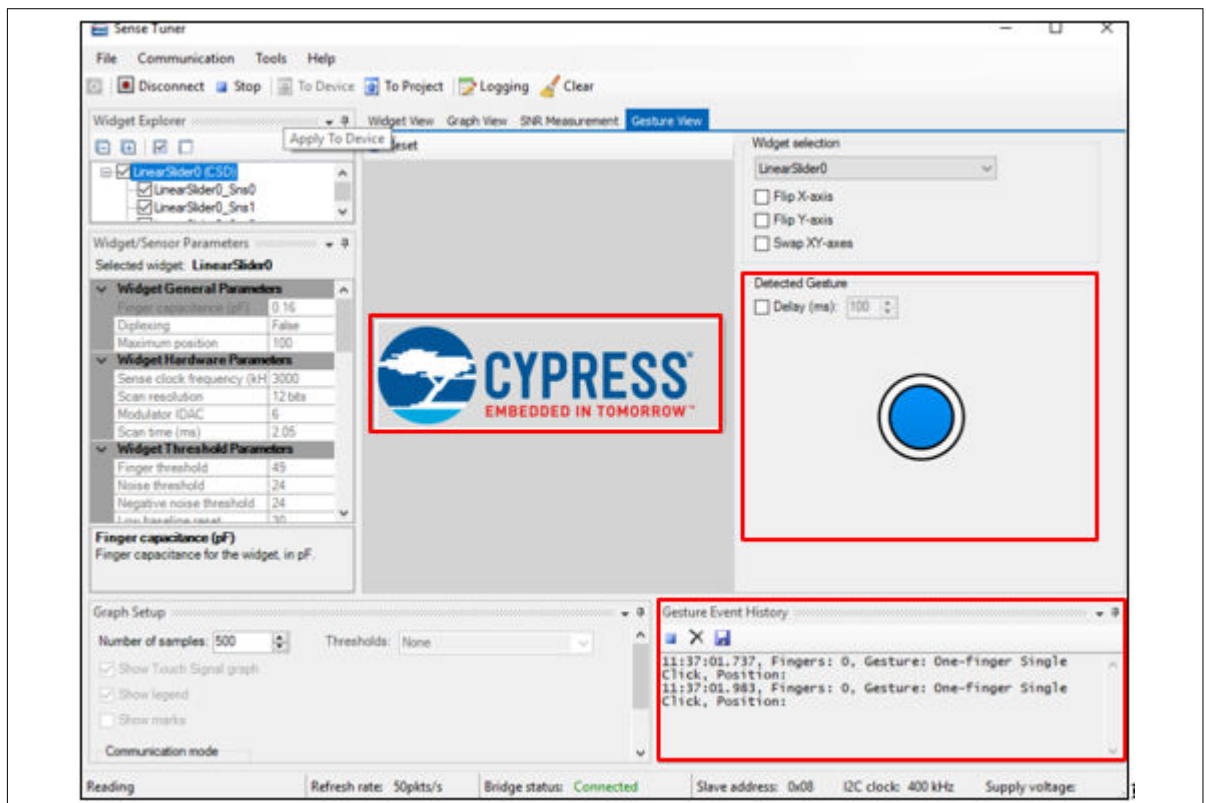 Sense Tuner
File Communication Tools Help
Disconnect Stop To Device To Project Logging Clear
Widget Explorer
Widget View Graph View SNR Measurement Gesture View
Apply To Device
LinearSlider0 (CSD)
LinearSlider0_Sns0
LinearSlider0_Sns1
Widget/Sensor Parameters
Selected widget: LinearSlider0
Widget General Parameters
Finger capacitance (pF) 0.16
Diplexing False
Maximum position 100
Widget Hardware Parameters
Sense clock frequency (kH 3000
Scan resolution 12 bits
Modulator IDAC 6
Scan time (ms) 2.05
Widget Threshold Parameters
Finger threshold 49
Noise threshold 24
Negative noise threshold 24
Low baseline reset 30
Finger capacitance (pF)
Finger capacitance for the widget, in pF.
CYPRESS
EMBEDDED IN TOMORROW™
Widget selection
LinearSlider0
Flip X-axis
Flip Y-axis
Swap XY-axes
Detected Gesture
Delay (ms): 100
Graph Setup
Number of samples: 500 Thresholds: None
Show Touch Signal graph
Show legend
Show marks
Communication mode
Gesture Event History
11:37:01.737, Fingers: 0, Gesture: One-finger Single
Click, Position:
11:37:01.983, Fingers: 0, Gesture: One-finger Single
Click, Position:
Reading Refresh rate: 50pkts/s Bridge status: Connected Slave address: 0x08 I2C clock: 400 kHz Supply voltage: